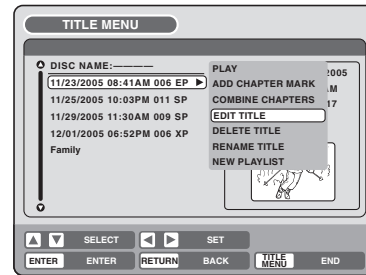 TITLE MENU
DISC NAME:————
11/23/2005 08:41AM 006 EP
11/25/2005 10:03PM 011 SP
11/29/2005 11:30AM 009 SP
12/01/2005 06:52PM 006 XP
Family
PLAY
ADD CHAPTER MARK
COMBINE CHAPTERS
EDIT TITLE
DELETE TITLE
RENAME TITLE
NEW PLAYLIST
2005
AM
17
SELECT
SET
ENTER ENTER RETURN BACK TITLE MENU END